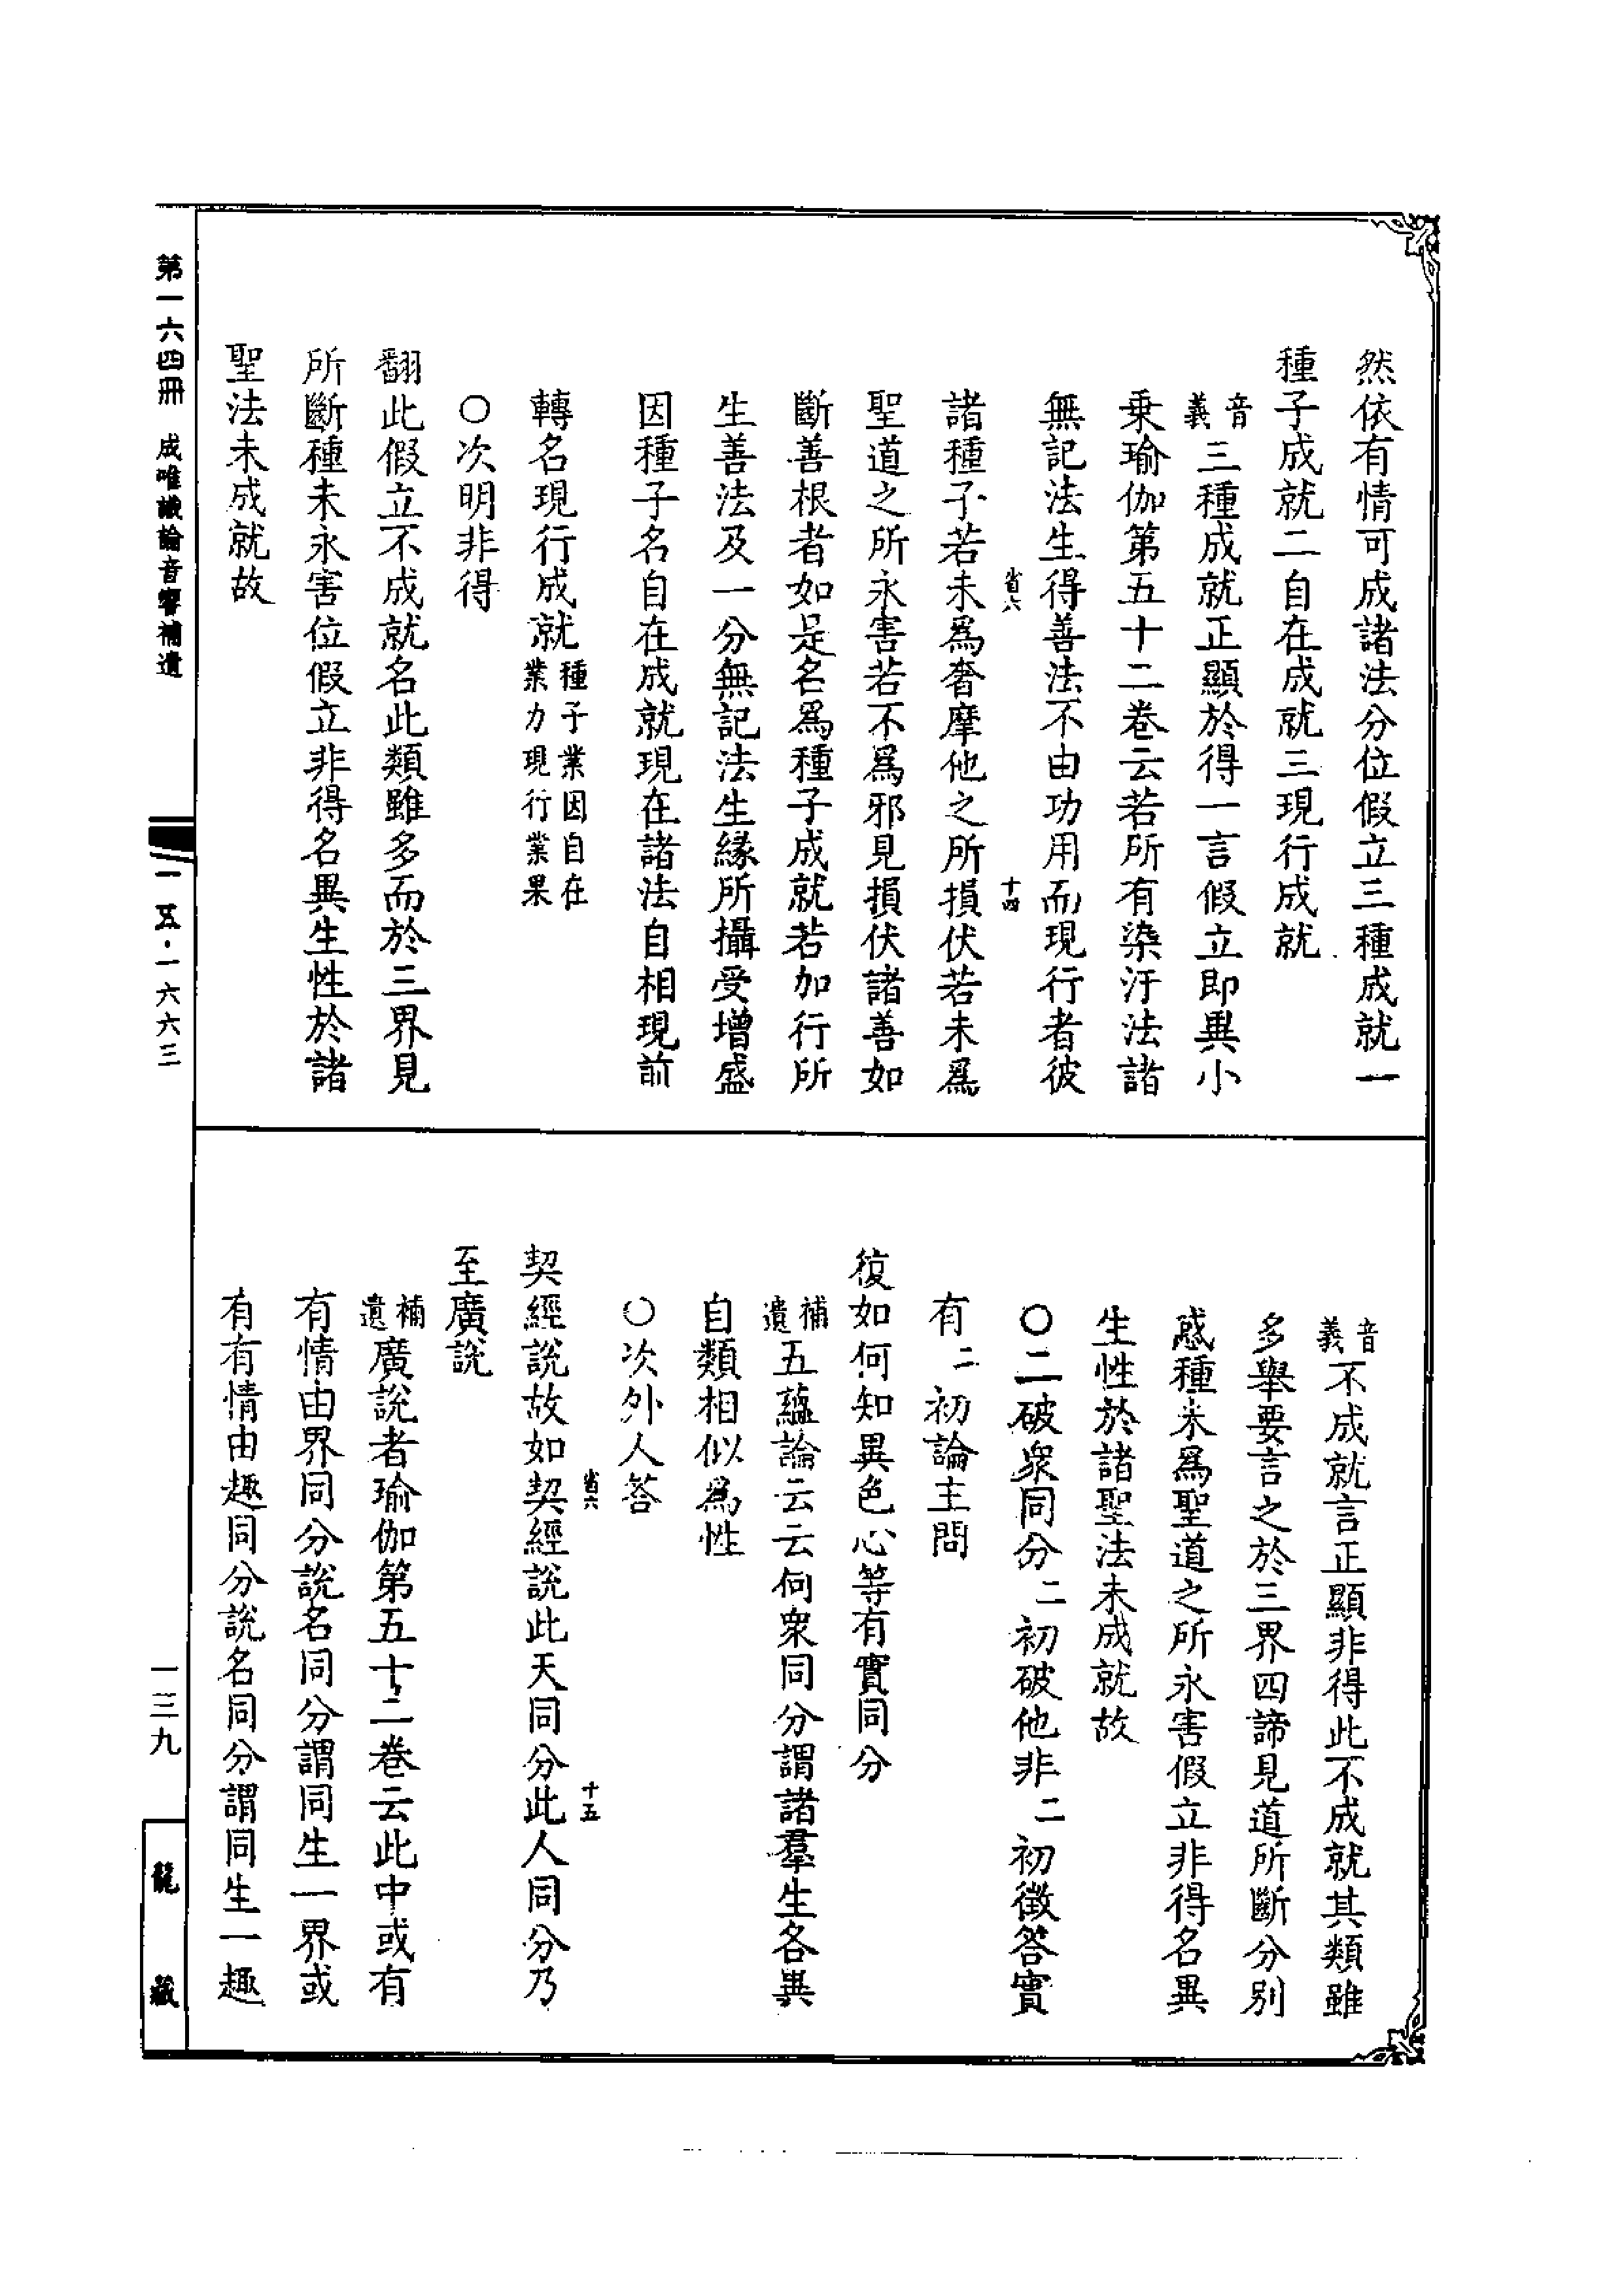 然依有情可成諸法分位假立三種成就一
種子成就二自在成就三現行成就
音義三種成就正顯於得一言假立即異小
乗瑜伽第五十二卷云若所有染汙法諸
無記法生得善法不由功用而現行者彼
省六
十四
諸種子若未爲奢摩他之所損伏若未爲
聖道之所永害若不爲邪見損伏諸善如
斷善根者如是名爲種子成就若加行所
生善法及一分無記法生緣所攝受增盛
因種子名自在成就現在諸法自相現前
轉名現行成就種子業因自在
業力現行業果
○次明非得
翻此假立不成就名此類雖多而於三界見
所斷種未永害位假立非得名異生性於諸
聖法未成就故
音義不成就言正顯非得此不成就其類雖
多舉要言之於三界四諦見道所斷分別
惑種未爲聖道之所永害假立非得名異
生性於諸聖法未成就故
○二破衆同分二初破他非二初徵答實
有二初論主問
復如何知異色心等有實同分
補遺五蘊論云云何衆同分謂諸羣生各異
自類相似爲性
○次外人答
省六
十五
契經說故如契經說此天同分此人同分乃
至廣說
補遺廣說者瑜伽第五十二卷云此中或有
有情由界同分說名同分謂同生一界或
有有情由趣同分說名同分謂同生一趣
第一六四冊 成唯識論音響補遺
一五·一六六三
一三九
龍藏